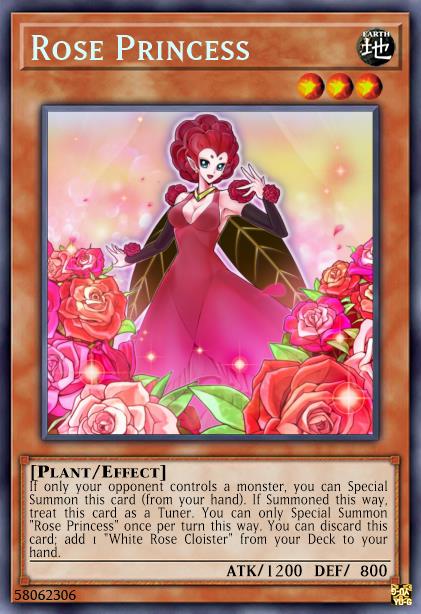 Rose Princess
EARTH
地
[Plant/Effect]
If only your opponent controls a monster, you can Special
Summon this card (from your hand). If Summoned this way,
treat this card as a Tuner. You can only Special Summon
"Rose Princess" once per turn this way. You can discard this
card; add 1 "White Rose Cloister" from your Deck to your
hand.
ATK/1200 DEF/ 800
58062306